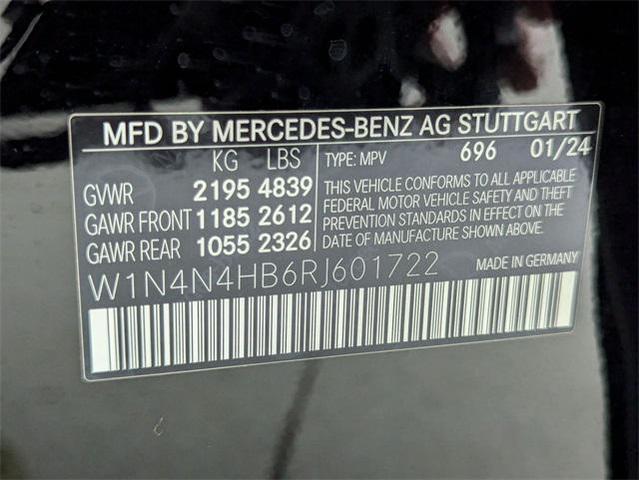 MFD BY MERCEDES-BENZ AG STUTTGART
KG LBS
GVWR 2195 4839
GAWR FRONT 1185 2612
GAWR REAR 1055 2326
TYPE: MPV 696 01/24
THIS VEHICLE CONFORMS TO ALL APPLICABLE
FEDERAL MOTOR VEHICLE SAFETY AND THEFT
PREVENTION STANDARDS IN EFFECT ON THE
DATE OF MANUFACTURE SHOWN ABOVE.
W1N4N4HB6RJ601722 MADE IN GERMANY